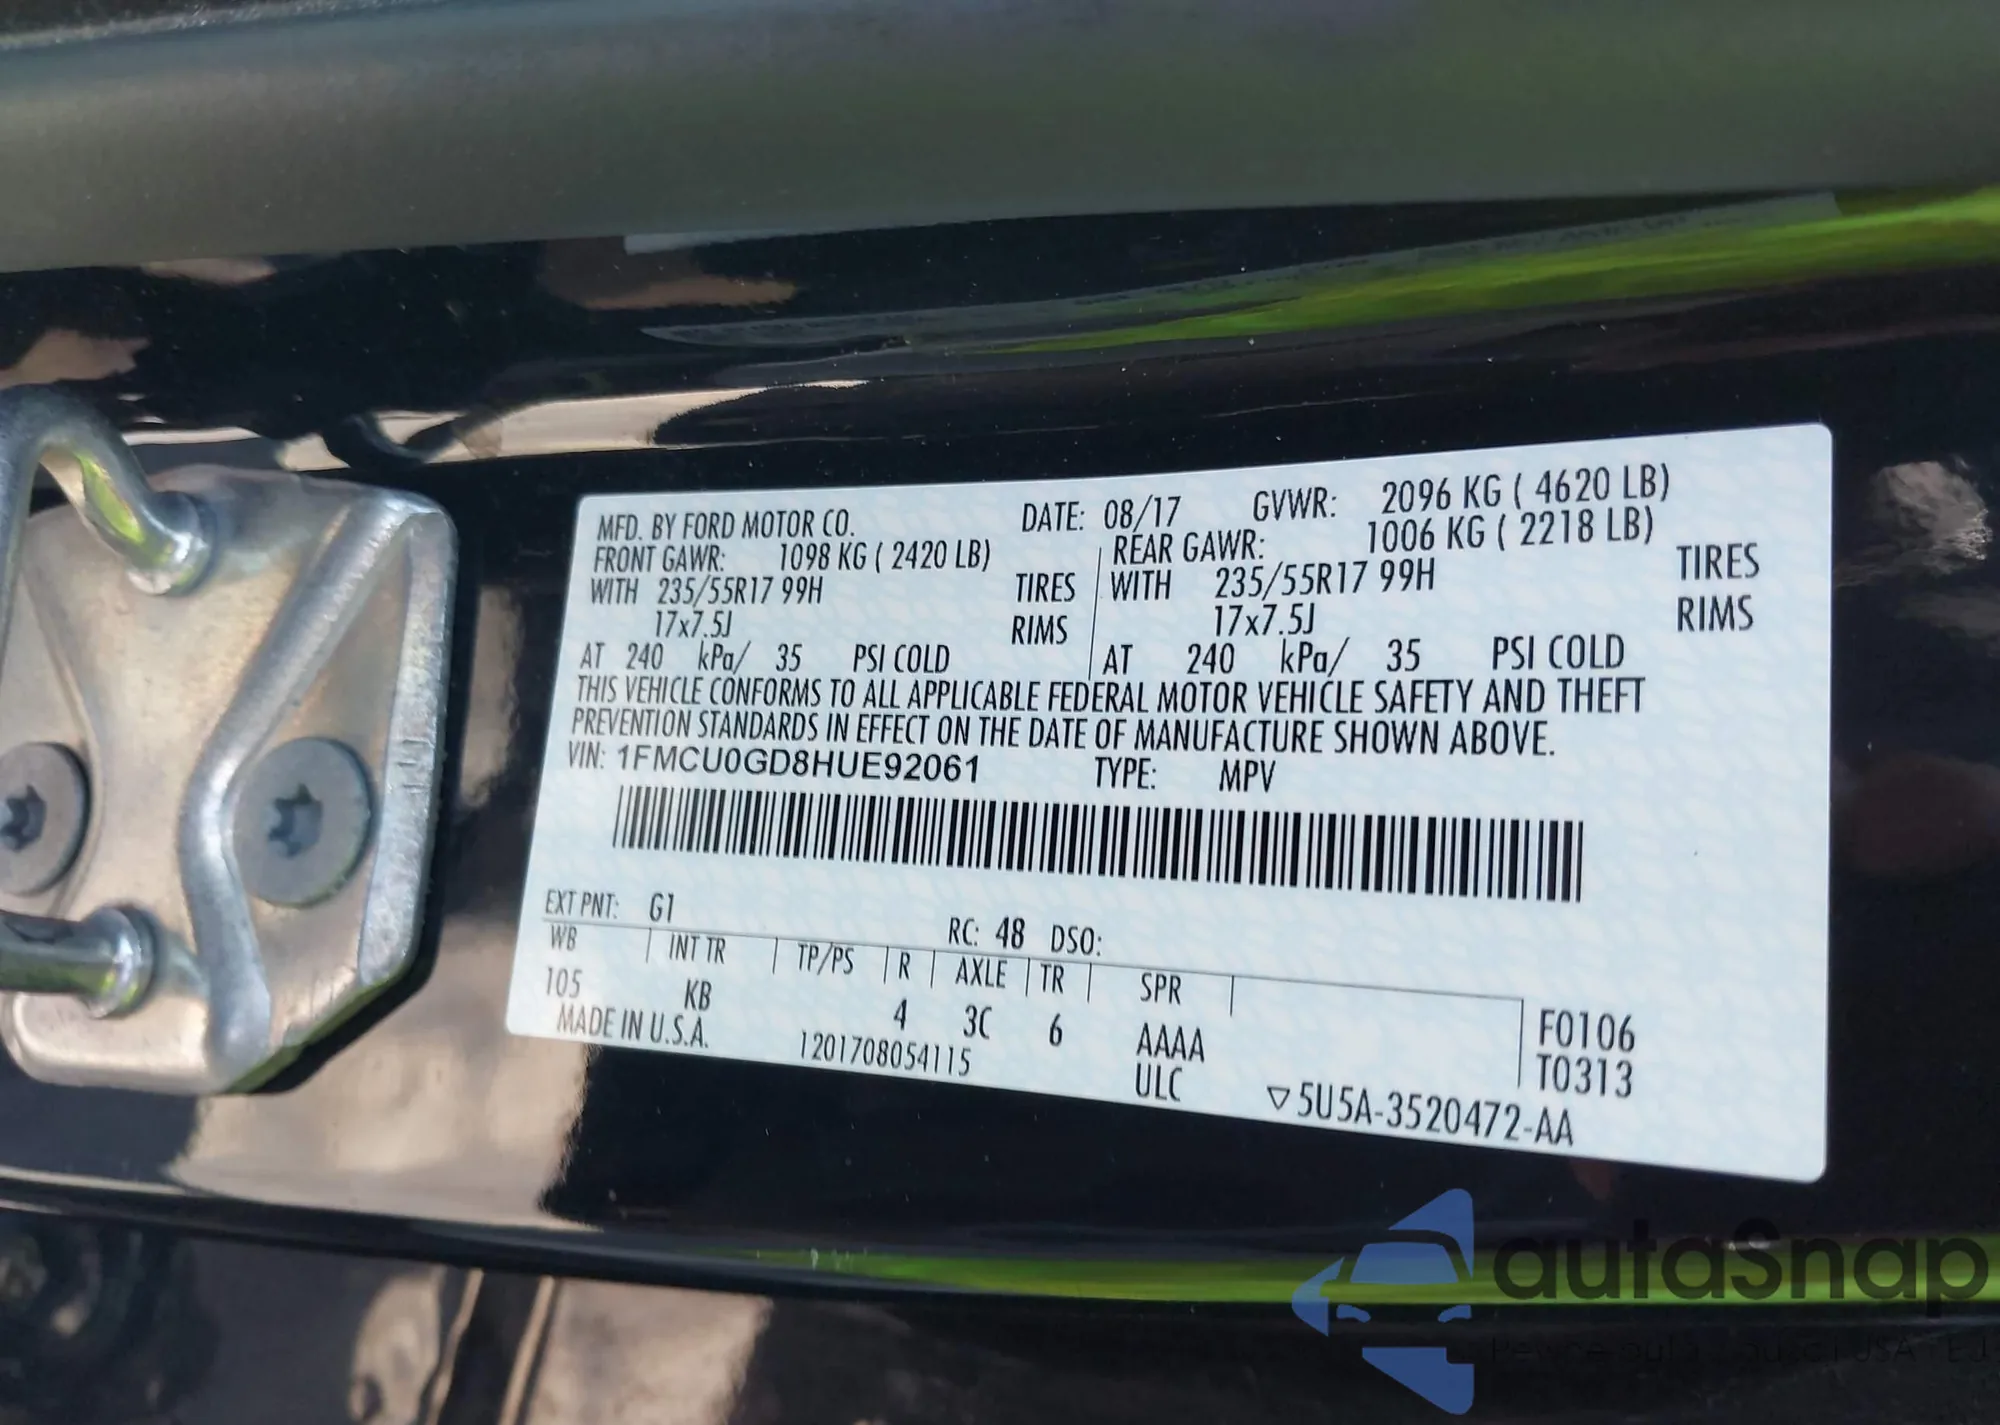 MFD. BY FORD MOTOR CO. DATE: 08/17 GVWR: 2096 KG ( 4620 LB)
FRONT GAWR: 1098 KG ( 2420 LB) REAR GAWR: 1006 KG ( 2218 LB)
WITH 235/55R17 99H TIRES WITH 235/55R17 99H TIRES
17x7.5J RIMS 17x7.5J RIMS
AT 240 kPa/ 35 PSI COLD AT 240 kPa/ 35 PSI COLD
THIS VEHICLE CONFORMS TO ALL APPLICABLE FEDERAL MOTOR VEHICLE SAFETY AND THEFT
PREVENTION STANDARDS IN EFFECT ON THE DATE OF MANUFACTURE SHOWN ABOVE.
VIN: 1FMCU0GD8HUE92061 TYPE: MPV
EXT PNT: G1 RC: 48 DSO:
WB INT TR TP/PS R AXLE TR SPR
105 KB 4 3C 6 AAAA F0106
MADE IN U.S.A. 1201708054115 ULC T0313
▽5U5A-3520472-AA
autaSnap